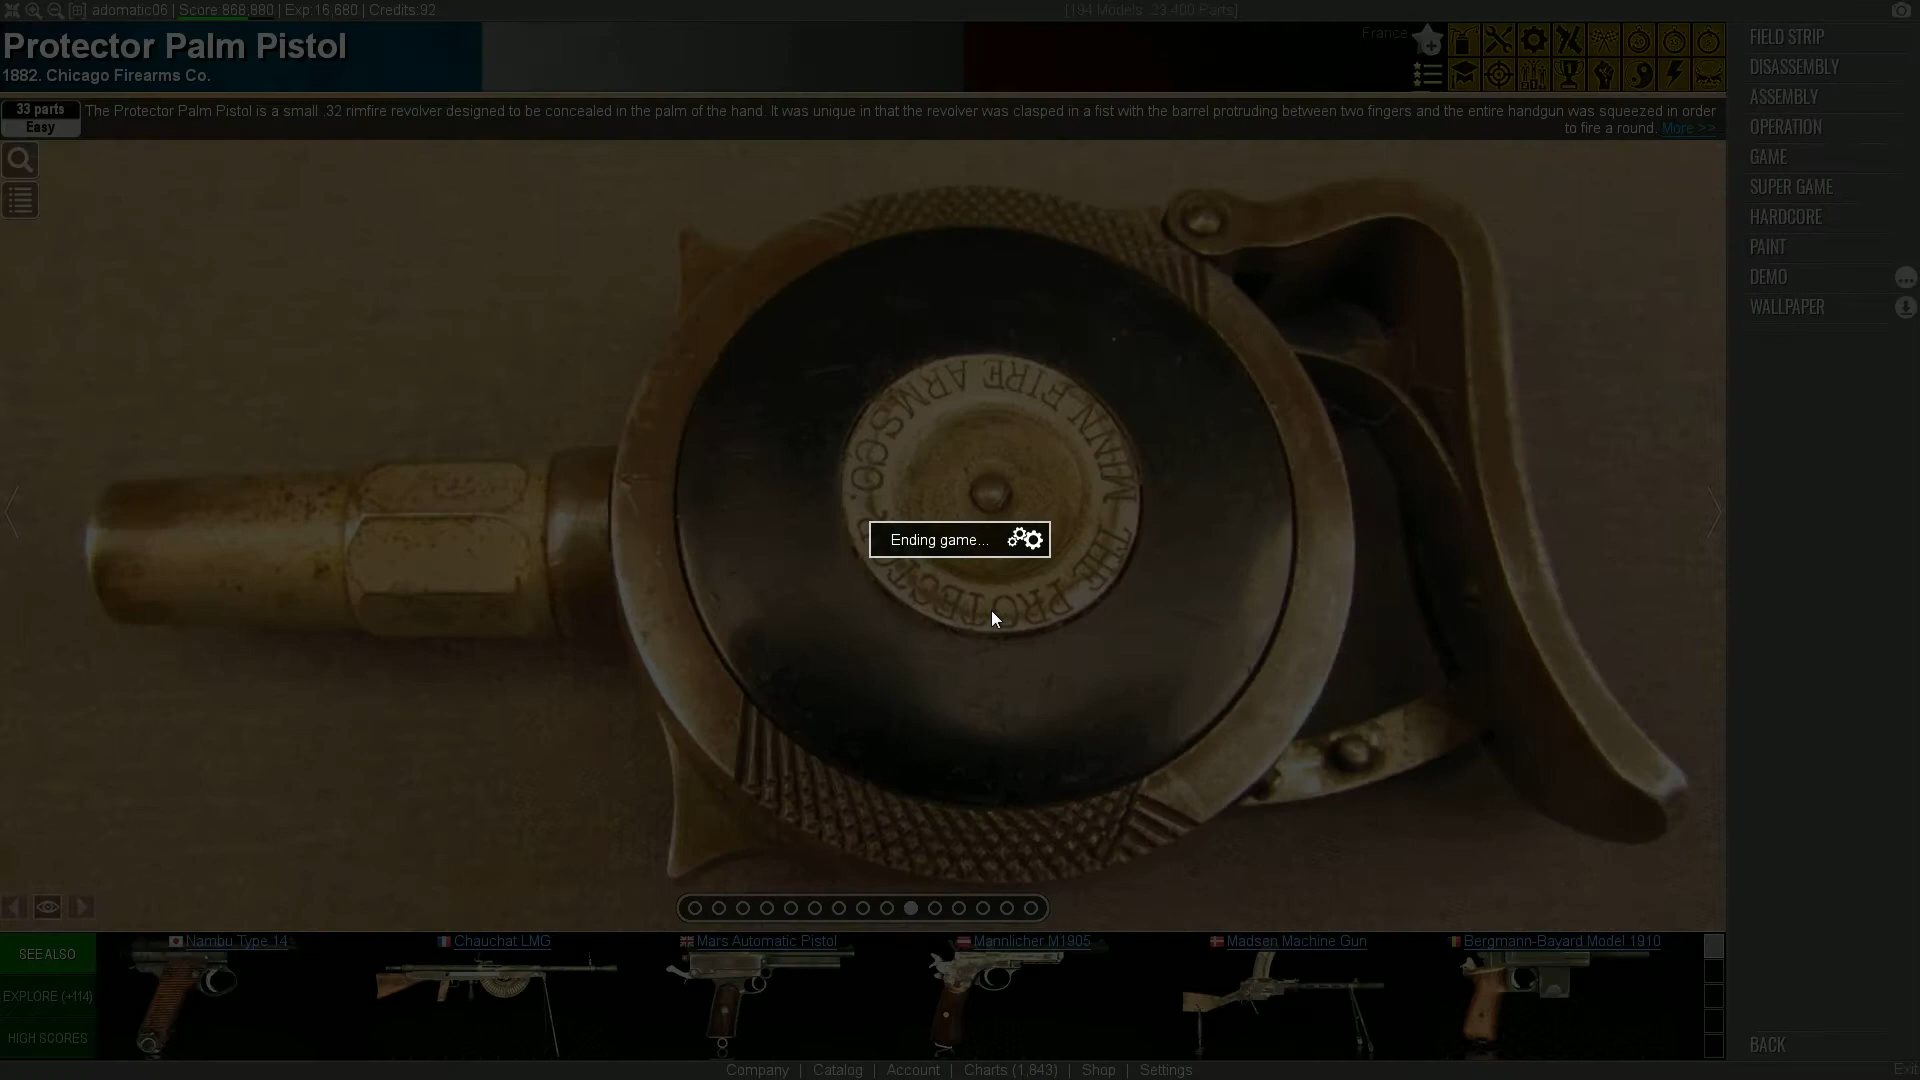 adomatic06 | Score:868,880 | Exp:16,680 | Credits:92
[194 Models. 23 400 Parts]
Protector Palm Pistol
1882. Chicago Firearms Co.
France
33 parts
Easy
The Protector Palm Pistol is a small .32 rimfire revolver designed to be concealed in the palm of the hand. It was unique in that the revolver was clasped in a fist with the barrel protruding between two fingers and the entire handgun was squeezed in order
to fire a round. More >>
FIELD STRIP
DISASSEMBLY
ASSEMBLY
OPERATION
GAME
SUPER GAME
HARDCORE
PAINT
DEMO
WALLPAPER
MINN. FIRE ARMS CO.
THE PROTECTO
Ending game...
SEE ALSO
EXPLORE (+114)
HIGH SCORES
Nambu Type 14
Chauchat LMG
Mars Automatic Pistol
Mannlicher M1905
Madsen Machine Gun
Bergmann-Bayard Model 1910
BACK
Company | Catalog | Account | Charts (1,843) | Shop | Settings
Exit